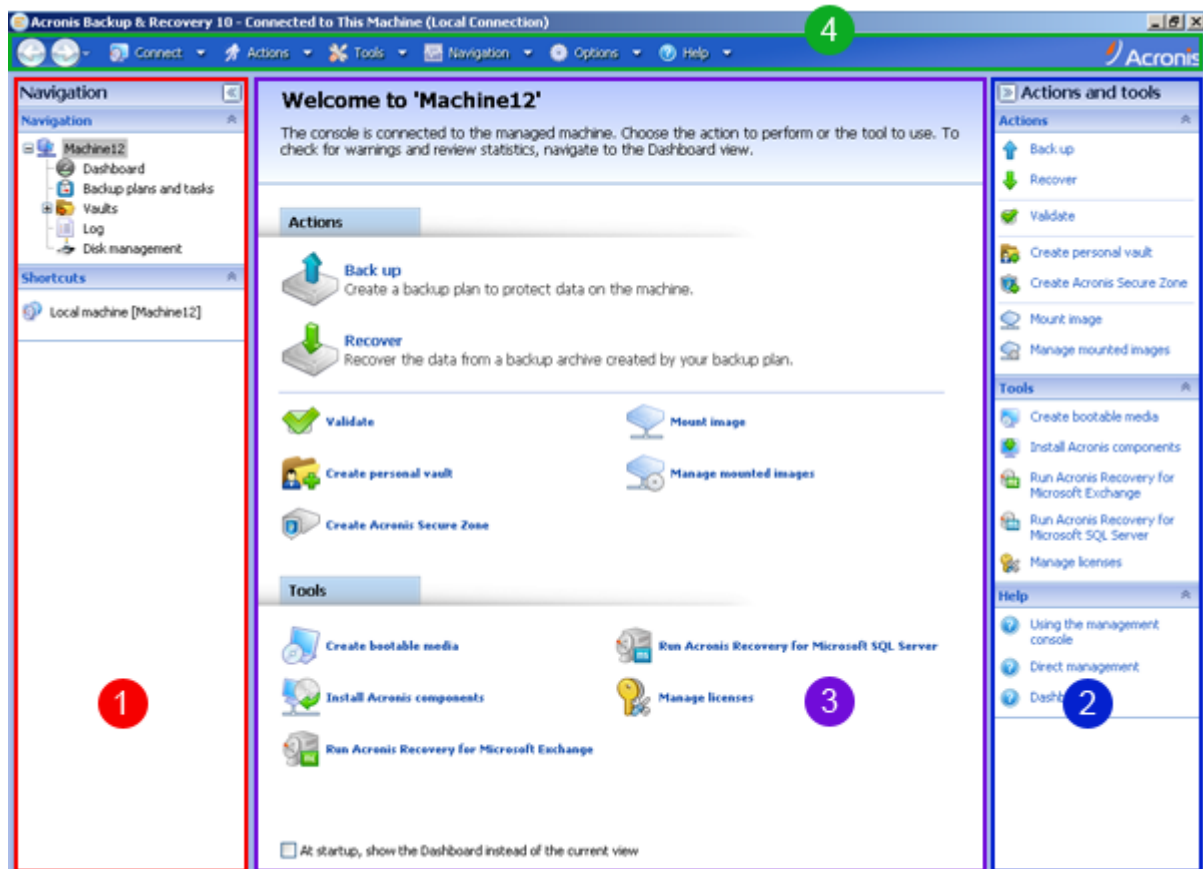 Acronis Backup & Recovery 10 - Connected to This Machine (Local Connection)
4
Connect
Actions
Tools
Navigation
Options
Help
Acronis
Navigation
Navigation
Machine12
Dashboard
Backup plans and tasks
Vaults
Log
Disk management
Shortcuts
Local machine [Machine12]
1
Welcome to 'Machine12'
The console is connected to the managed machine. Choose the action to perform or the tool to use. To
check for warnings and review statistics, navigate to the Dashboard view.
Actions
Back up
Create a backup plan to protect data on the machine.
Recover
Recover the data from a backup archive created by your backup plan.
Validate
Mount image
Create personal vault
Manage mounted images
Create Acronis Secure Zone
Tools
Create bootable media
Run Acronis Recovery for Microsoft SQL Server
Install Acronis components
Manage licenses
3
Run Acronis Recovery for Microsoft Exchange
At startup, show the Dashboard instead of the current view
Actions and tools
Actions
Back up
Recover
Validate
Create personal vault
Create Acronis Secure Zone
Mount image
Manage mounted images
Tools
Create bootable media
Install Acronis components
Run Acronis Recovery for
Microsoft Exchange
Run Acronis Recovery for
Microsoft SQL Server
Manage licenses
Help
Using the management
console
Direct management
2